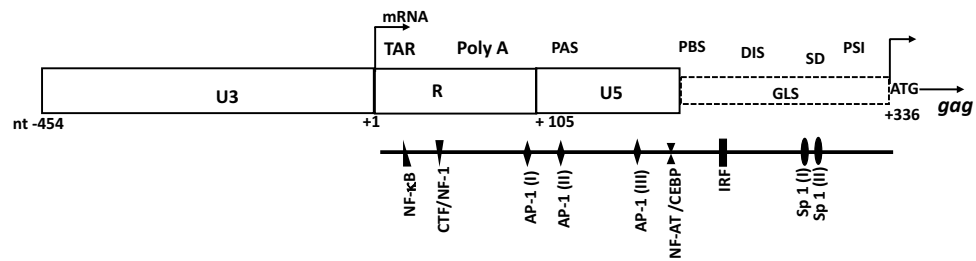 mRNA
TAR Poly A PAS PBS DIS SD PSI
U3 R U5 GLS ATG gag
nt -454 +1 + 105 +336
NF-κB
CTF/NF-1
AP-1 (I)
AP-1 (II)
AP-1 (III)
NF-AT /CEBP
IRF
Sp 1 (I)
Sp 1 (II)